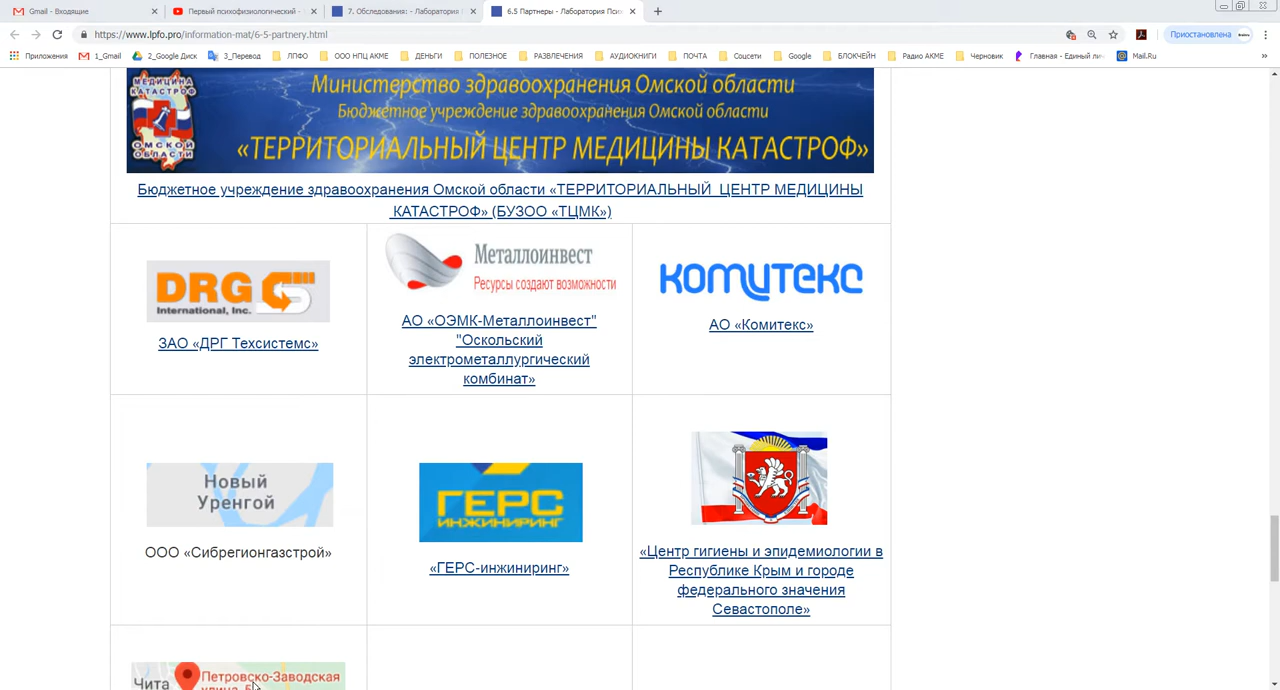 Gmail - Входящие
Первый психофизиологический -
7. Обследования: - Лаборатория
6.5 Партнеры - Лаборатория Псих
https://www.lpfo.pro/information-mat/6-5-partnery.html
Приостановлена
Приложения
1_Gmail
2_Google Диск
3_Перевод
ЛПФО
ООО НПЦ АКМЕ
ДЕНЬГИ
ПОЛЕЗНОЕ
РАЗВЛЕЧЕНИЯ
АУДИОКНИГИ
ПОЧТА
Соцсети
Google
БЛОКЧЕЙН
Радио АКМЕ
Черновик
Главная - Единый ли
Mail.Ru
МЕДИЦИНА
КАТАСТРОФ
ОМСКОЙ
ОБЛАСТИ
Министерство здравоохранения Омской области
Бюджетное учреждение здравоохранения Омской области
«ТЕРРИТОРИАЛЬНЫЙ ЦЕНТР МЕДИЦИНЫ КАТАСТРОФ»
Бюджетное учреждение здравоохранения Омской области «ТЕРРИТОРИАЛЬНЫЙ ЦЕНТР МЕДИЦИНЫ
КАТАСТРОФ» (БУЗОО «ТЦМК»)
DRG
International, Inc.
ЗАО «ДРГ Техсистемс»
Металлоинвест
Ресурсы создают возможности
АО «ОЭМК-Металлоинвест"
"Оскольский
электрометаллургический
комбинат»
комитекс
АО «Комитекс»
Новый
Уренгой
ООО «Сибрегионгазстрой»
ГЕРС
ИНЖИНИРИНГ
«ГЕРС-инжиниринг»
«Центр гигиены и эпидемиологии в
Республике Крым и городе
федерального значения
Севастополе»
Чита
Петровско-Заводская